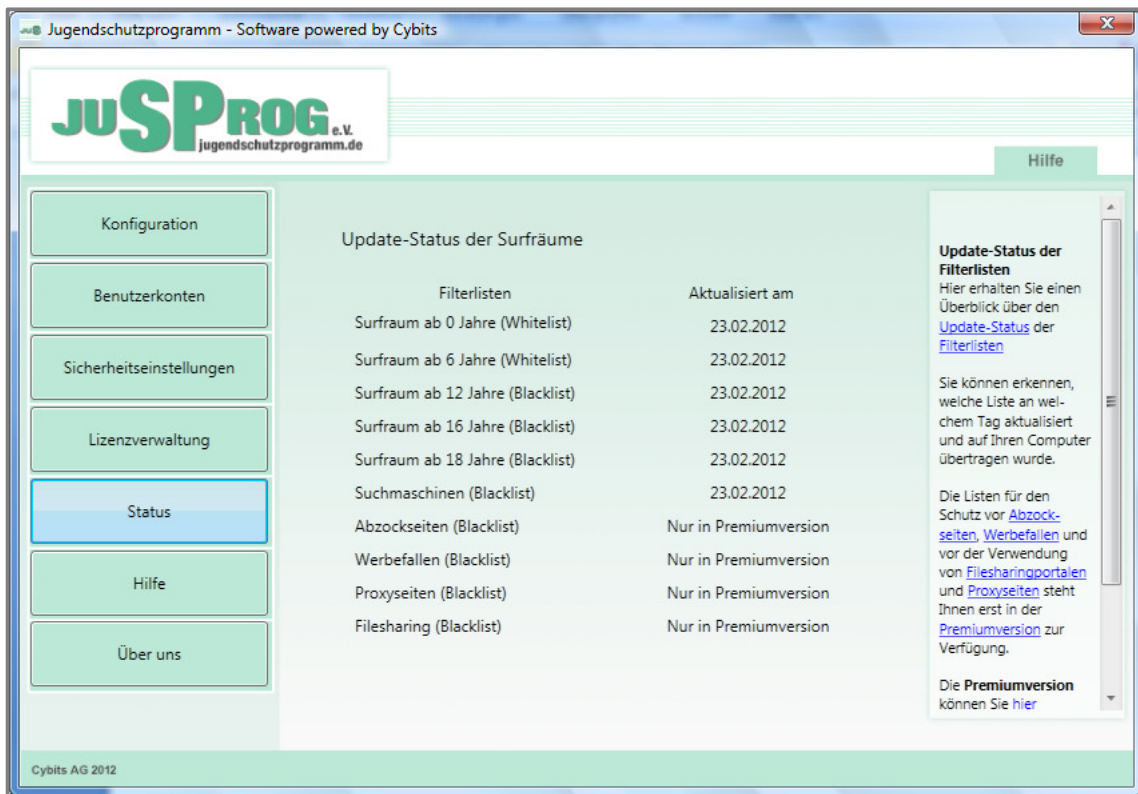 Jugendschutzprogramm - Software powered by Cybits
x
JUSPROG e.V.
jugendschutzprogramm.de
Hilfe
Konfiguration
Benutzerkonten
Sicherheitseinstellungen
Lizenzverwaltung
Status
Hilfe
Über uns
Update-Status der Surfräume
Filterlisten Aktualisiert am
Surfraum ab 0 Jahre (Whitelist) 23.02.2012
Surfraum ab 6 Jahre (Whitelist) 23.02.2012
Surfraum ab 12 Jahre (Blacklist) 23.02.2012
Surfraum ab 16 Jahre (Blacklist) 23.02.2012
Surfraum ab 18 Jahre (Blacklist) 23.02.2012
Suchmaschinen (Blacklist) 23.02.2012
Abzockseiten (Blacklist) Nur in Premiumversion
Werbefallen (Blacklist) Nur in Premiumversion
Proxyseiten (Blacklist) Nur in Premiumversion
Filesharing (Blacklist) Nur in Premiumversion
Update-Status der
Filterlisten
Hier erhalten Sie einen
Überblick über den
Update-Status der
Filterlisten
Sie können erkennen,
welche Liste an wel-
chem Tag aktualisiert
und auf Ihren Computer
übertragen wurde.
Die Listen für den
Schutz vor Abzock-
seiten, Werbefallen und
vor der Verwendung
von Filesharingportalen
und Proxyseiten steht
Ihnen erst in der
Premiumversion zur
Verfügung.
Die Premiumversion
können Sie hier
Cybits AG 2012